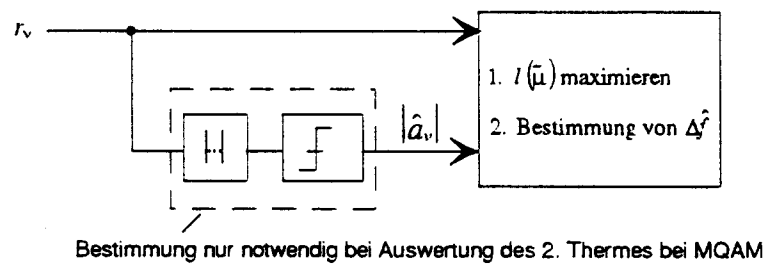 r_ν
1. l(μ̃) maximieren
|â_ν|
2. Bestimmung von Δf̂
|...|
Bestimmung nur notwendig bei Auswertung des 2. Thermes bei MQAM